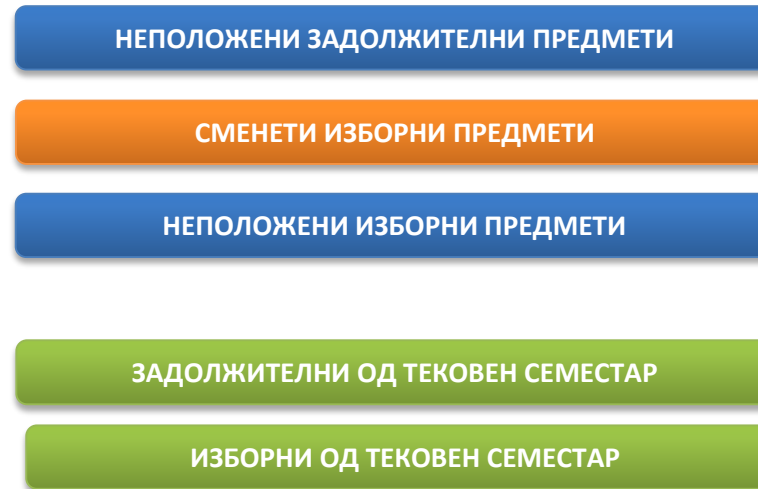 НЕПОЛОЖЕНИ ЗАДОЛЖИТЕЛНИ ПРЕДМЕТИ
СМЕНЕТИ ИЗБОРНИ ПРЕДМЕТИ
НЕПОЛОЖЕНИ ИЗБОРНИ ПРЕДМЕТИ
ЗАДОЛЖИТЕЛНИ ОД ТЕКОВЕН СЕМЕСТАР
ИЗБОРНИ ОД ТЕКОВЕН СЕМЕСТАР